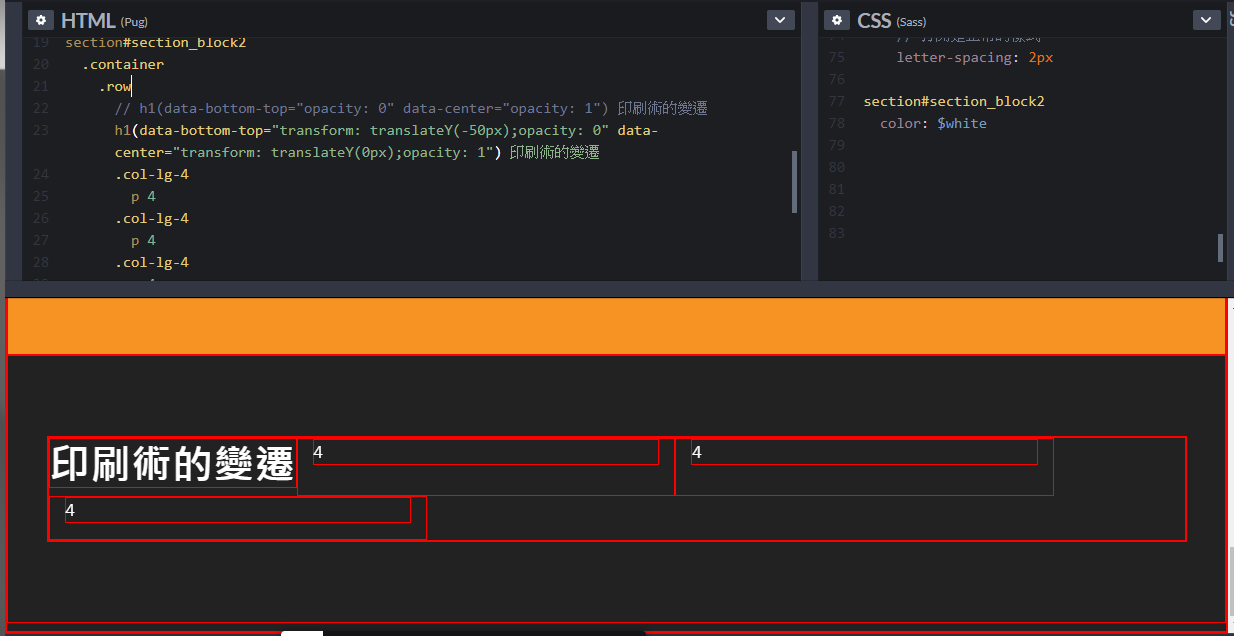 HTML (Pug)
19 section#section_block2
20 .container
21 .row
22 // h1(data-bottom-top="opacity: 0" data-center="opacity: 1") 印刷術的變遷
23 h1(data-bottom-top="transform: translateY(-50px);opacity: 0" data-
center="transform: translateY(0px);opacity: 1") 印刷術的變遷
24 .col-lg-4
25 p 4
26 .col-lg-4
27 p 4
28 .col-lg-4
CSS (Sass)
75 letter-spacing: 2px
76
77 section#section_block2
78 color: $white
79
80
81
82
83
印刷術的變遷
4
4
4